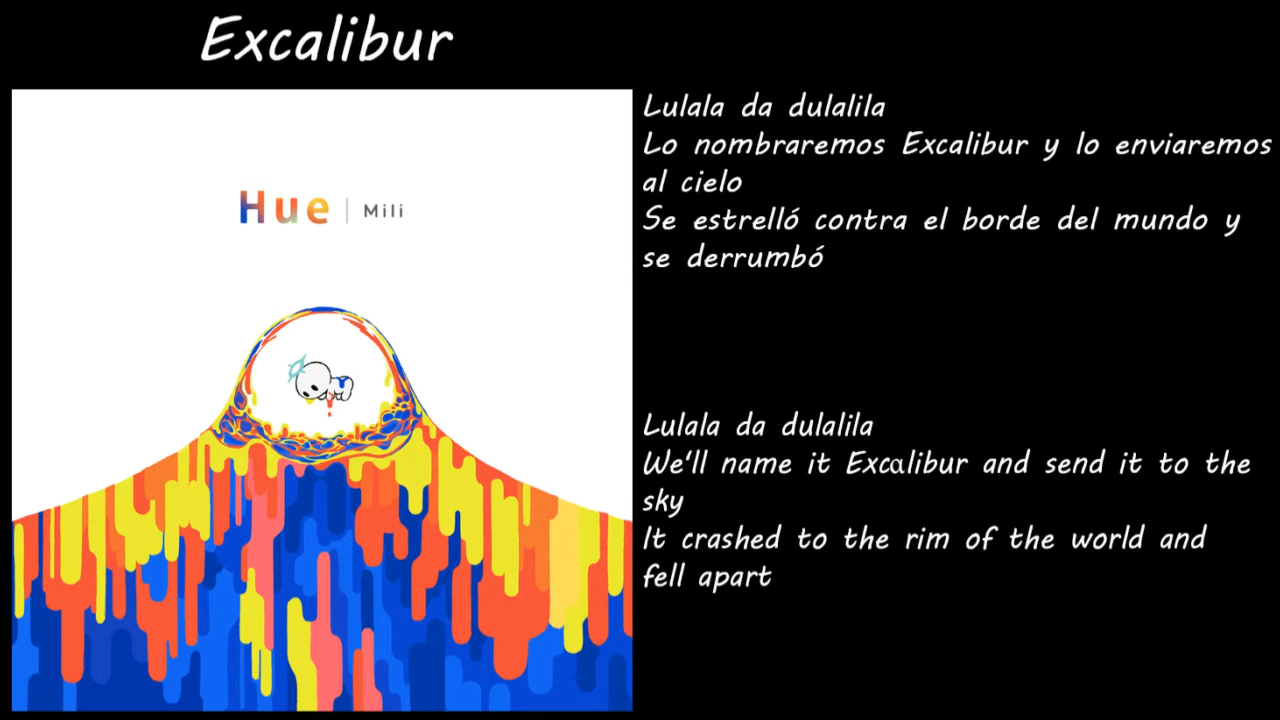 Excalibur
Hue | Mili
Lulala da dulalila
Lo nombraremos Excalibur y lo enviaremos
al cielo
Se estrelló contra el borde del mundo y
se derrumbó
Lulala da dulalila
We'll name it Excalibur and send it to the
sky
It crashed to the rim of the world and
fell apart